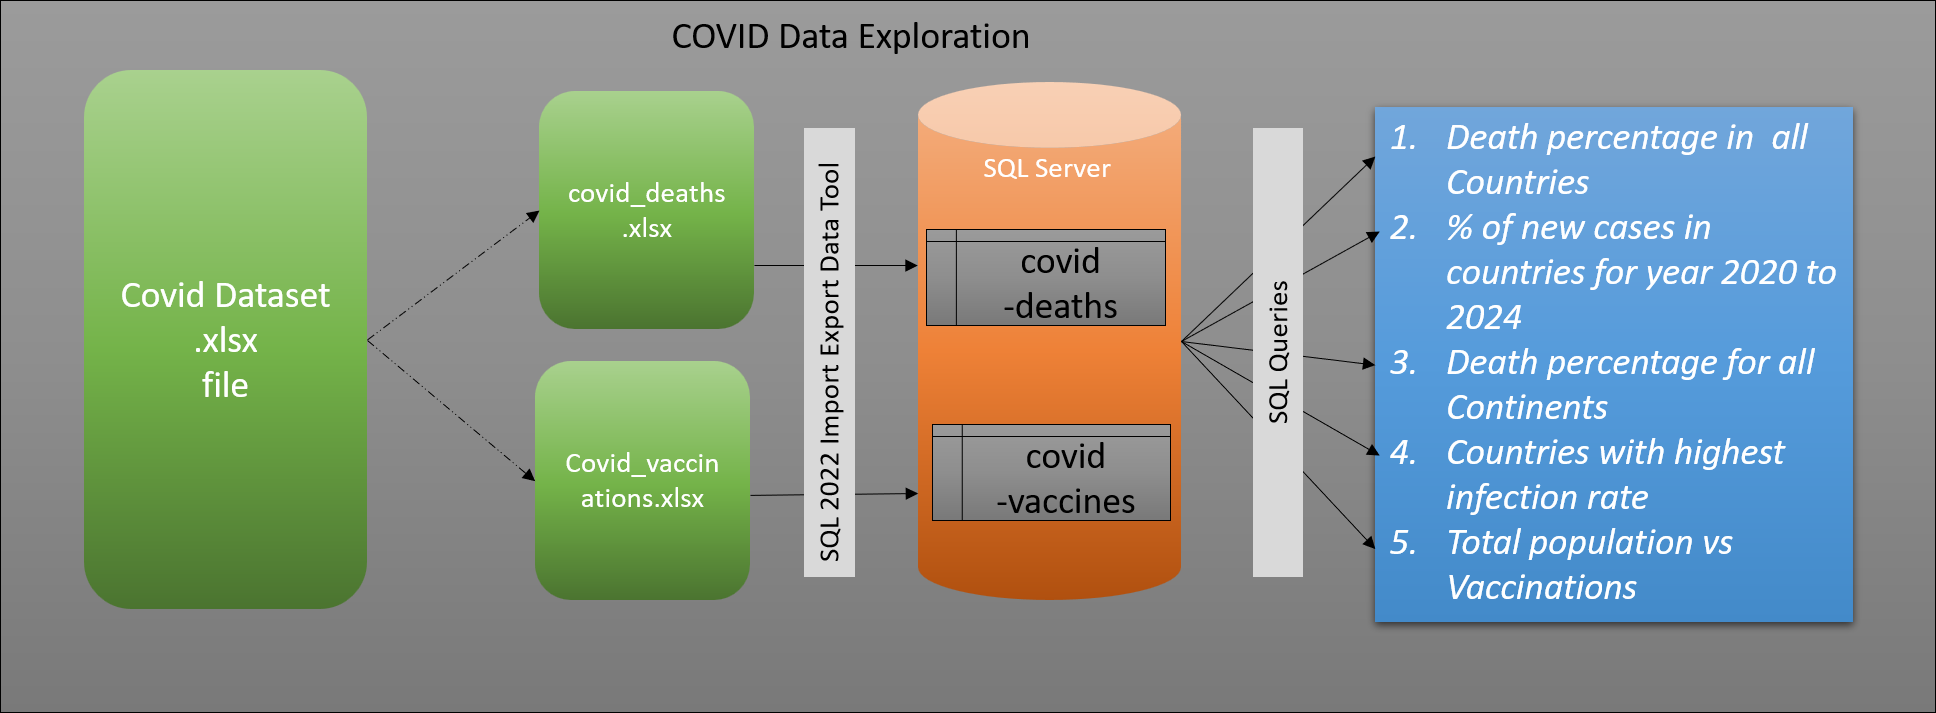 COVID Data Exploration
Covid Dataset
.xlsx
file
covid_deaths
.xlsx
Covid_vaccin
ations.xlsx
SQL 2022 Import Export Data Tool
SQL Server
covid
-deaths
covid
-vaccines
SQL Queries
1. Death percentage in all
Countries
2. % of new cases in
countries for year 2020 to
2024
3. Death percentage for all
Continents
4. Countries with highest
infection rate
5. Total population vs
Vaccinations